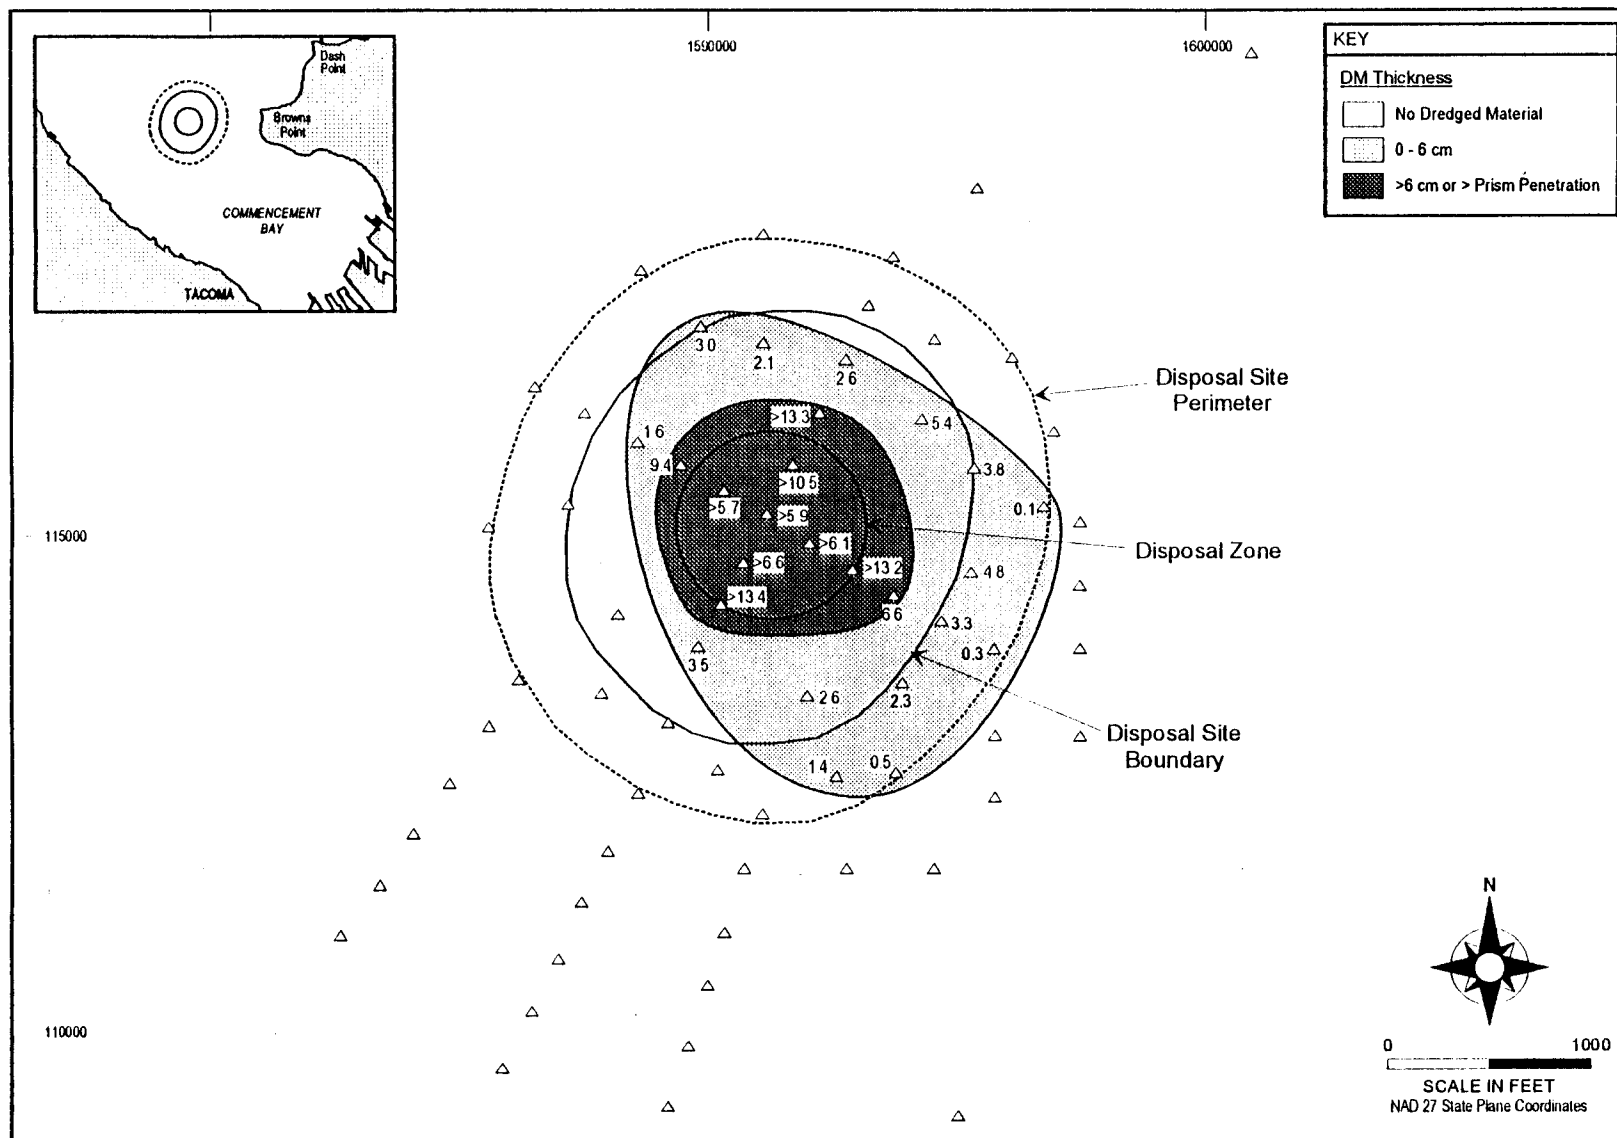 1590000
1600000
KEY
DM Thickness
No Dredged Material
0 - 6 cm
>6 cm or > Prism Penetration
Dash
Point
Browns
Point
COMMENCEMENT
BAY
TACOMA
3.0
2.1
2.6
Disposal Site
Perimeter
>13.3
5.4
1.6
9.4
3.8
>10.5
>5.7
>5.9
0.1
115000
>6.1
Disposal Zone
>6.6
>13.2
4.8
>13.4
6.6
3.3
3.5
0.3
2.6
2.3
Disposal Site
Boundary
1.4
0.5
N
110000
0 1000
SCALE IN FEET
NAD 27 State Plane Coordinates